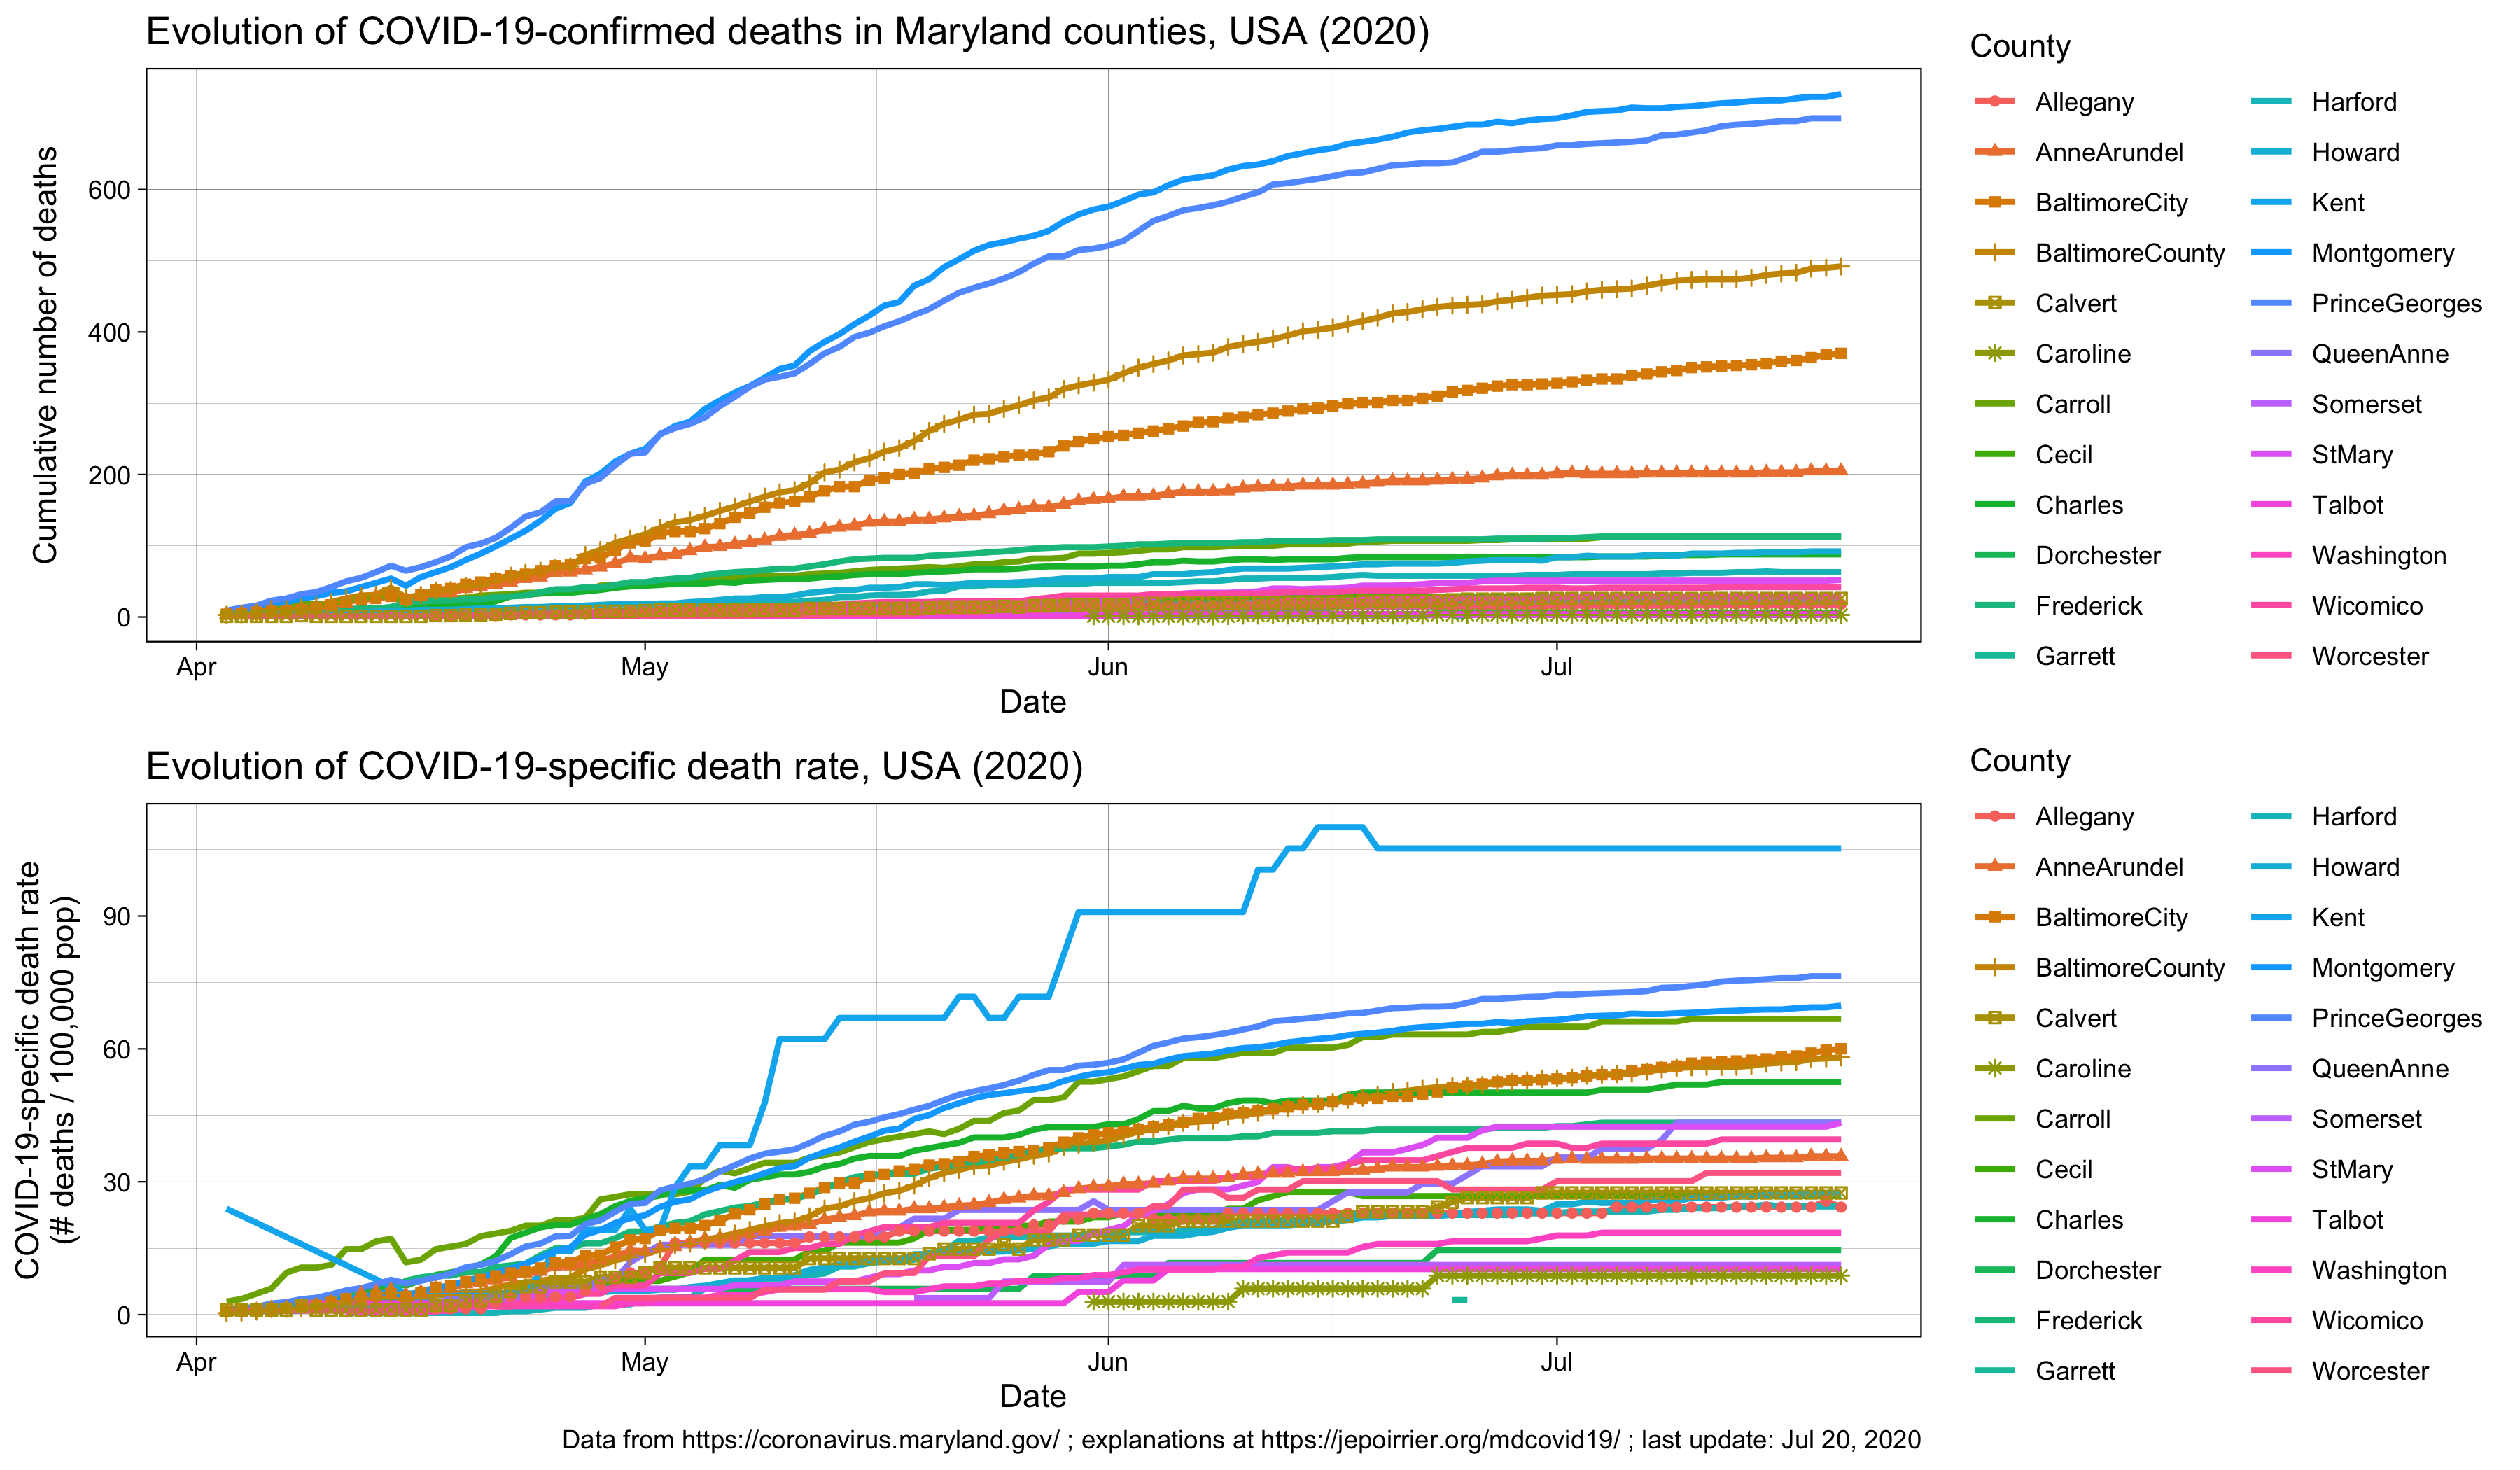 Evolution of COVID-19-confirmed deaths in Maryland counties, USA (2020)
Cumulative number of deaths
600
400
200
0
Apr
May
Jun
Jul
Date
County
Allegany
AnneArundel
BaltimoreCity
BaltimoreCounty
Calvert
Caroline
Carroll
Cecil
Charles
Dorchester
Frederick
Garrett
Harford
Howard
Kent
Montgomery
PrinceGeorges
QueenAnne
Somerset
StMary
Talbot
Washington
Wicomico
Worcester
Evolution of COVID-19-specific death rate, USA (2020)
COVID-19-specific death rate
(# deaths / 100,000 pop)
90
60
30
0
Apr
May
Jun
Jul
Date
County
Allegany
AnneArundel
BaltimoreCity
BaltimoreCounty
Calvert
Caroline
Carroll
Cecil
Charles
Dorchester
Frederick
Garrett
Harford
Howard
Kent
Montgomery
PrinceGeorges
QueenAnne
Somerset
StMary
Talbot
Washington
Wicomico
Worcester
Data from https://coronavirus.maryland.gov/ ; explanations at https://jepoirrier.org/mdcovid19/ ; last update: Jul 20, 2020